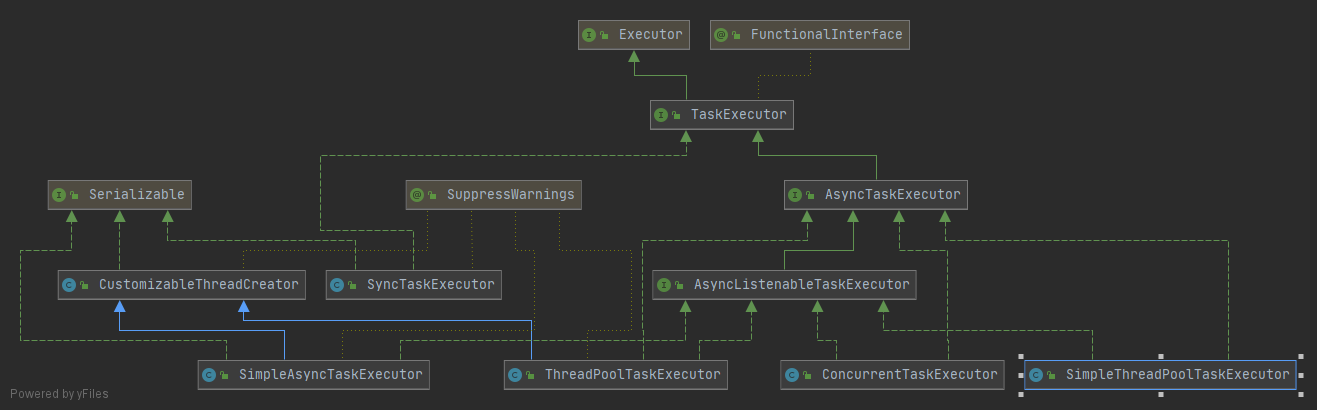 Executor
FunctionalInterface
TaskExecutor
Serializable
SuppressWarnings
AsyncTaskExecutor
CustomizableThreadCreator
SyncTaskExecutor
AsyncListenableTaskExecutor
SimpleAsyncTaskExecutor
ThreadPoolTaskExecutor
ConcurrentTaskExecutor
SimpleThreadPoolTaskExecutor
Powered by yFiles